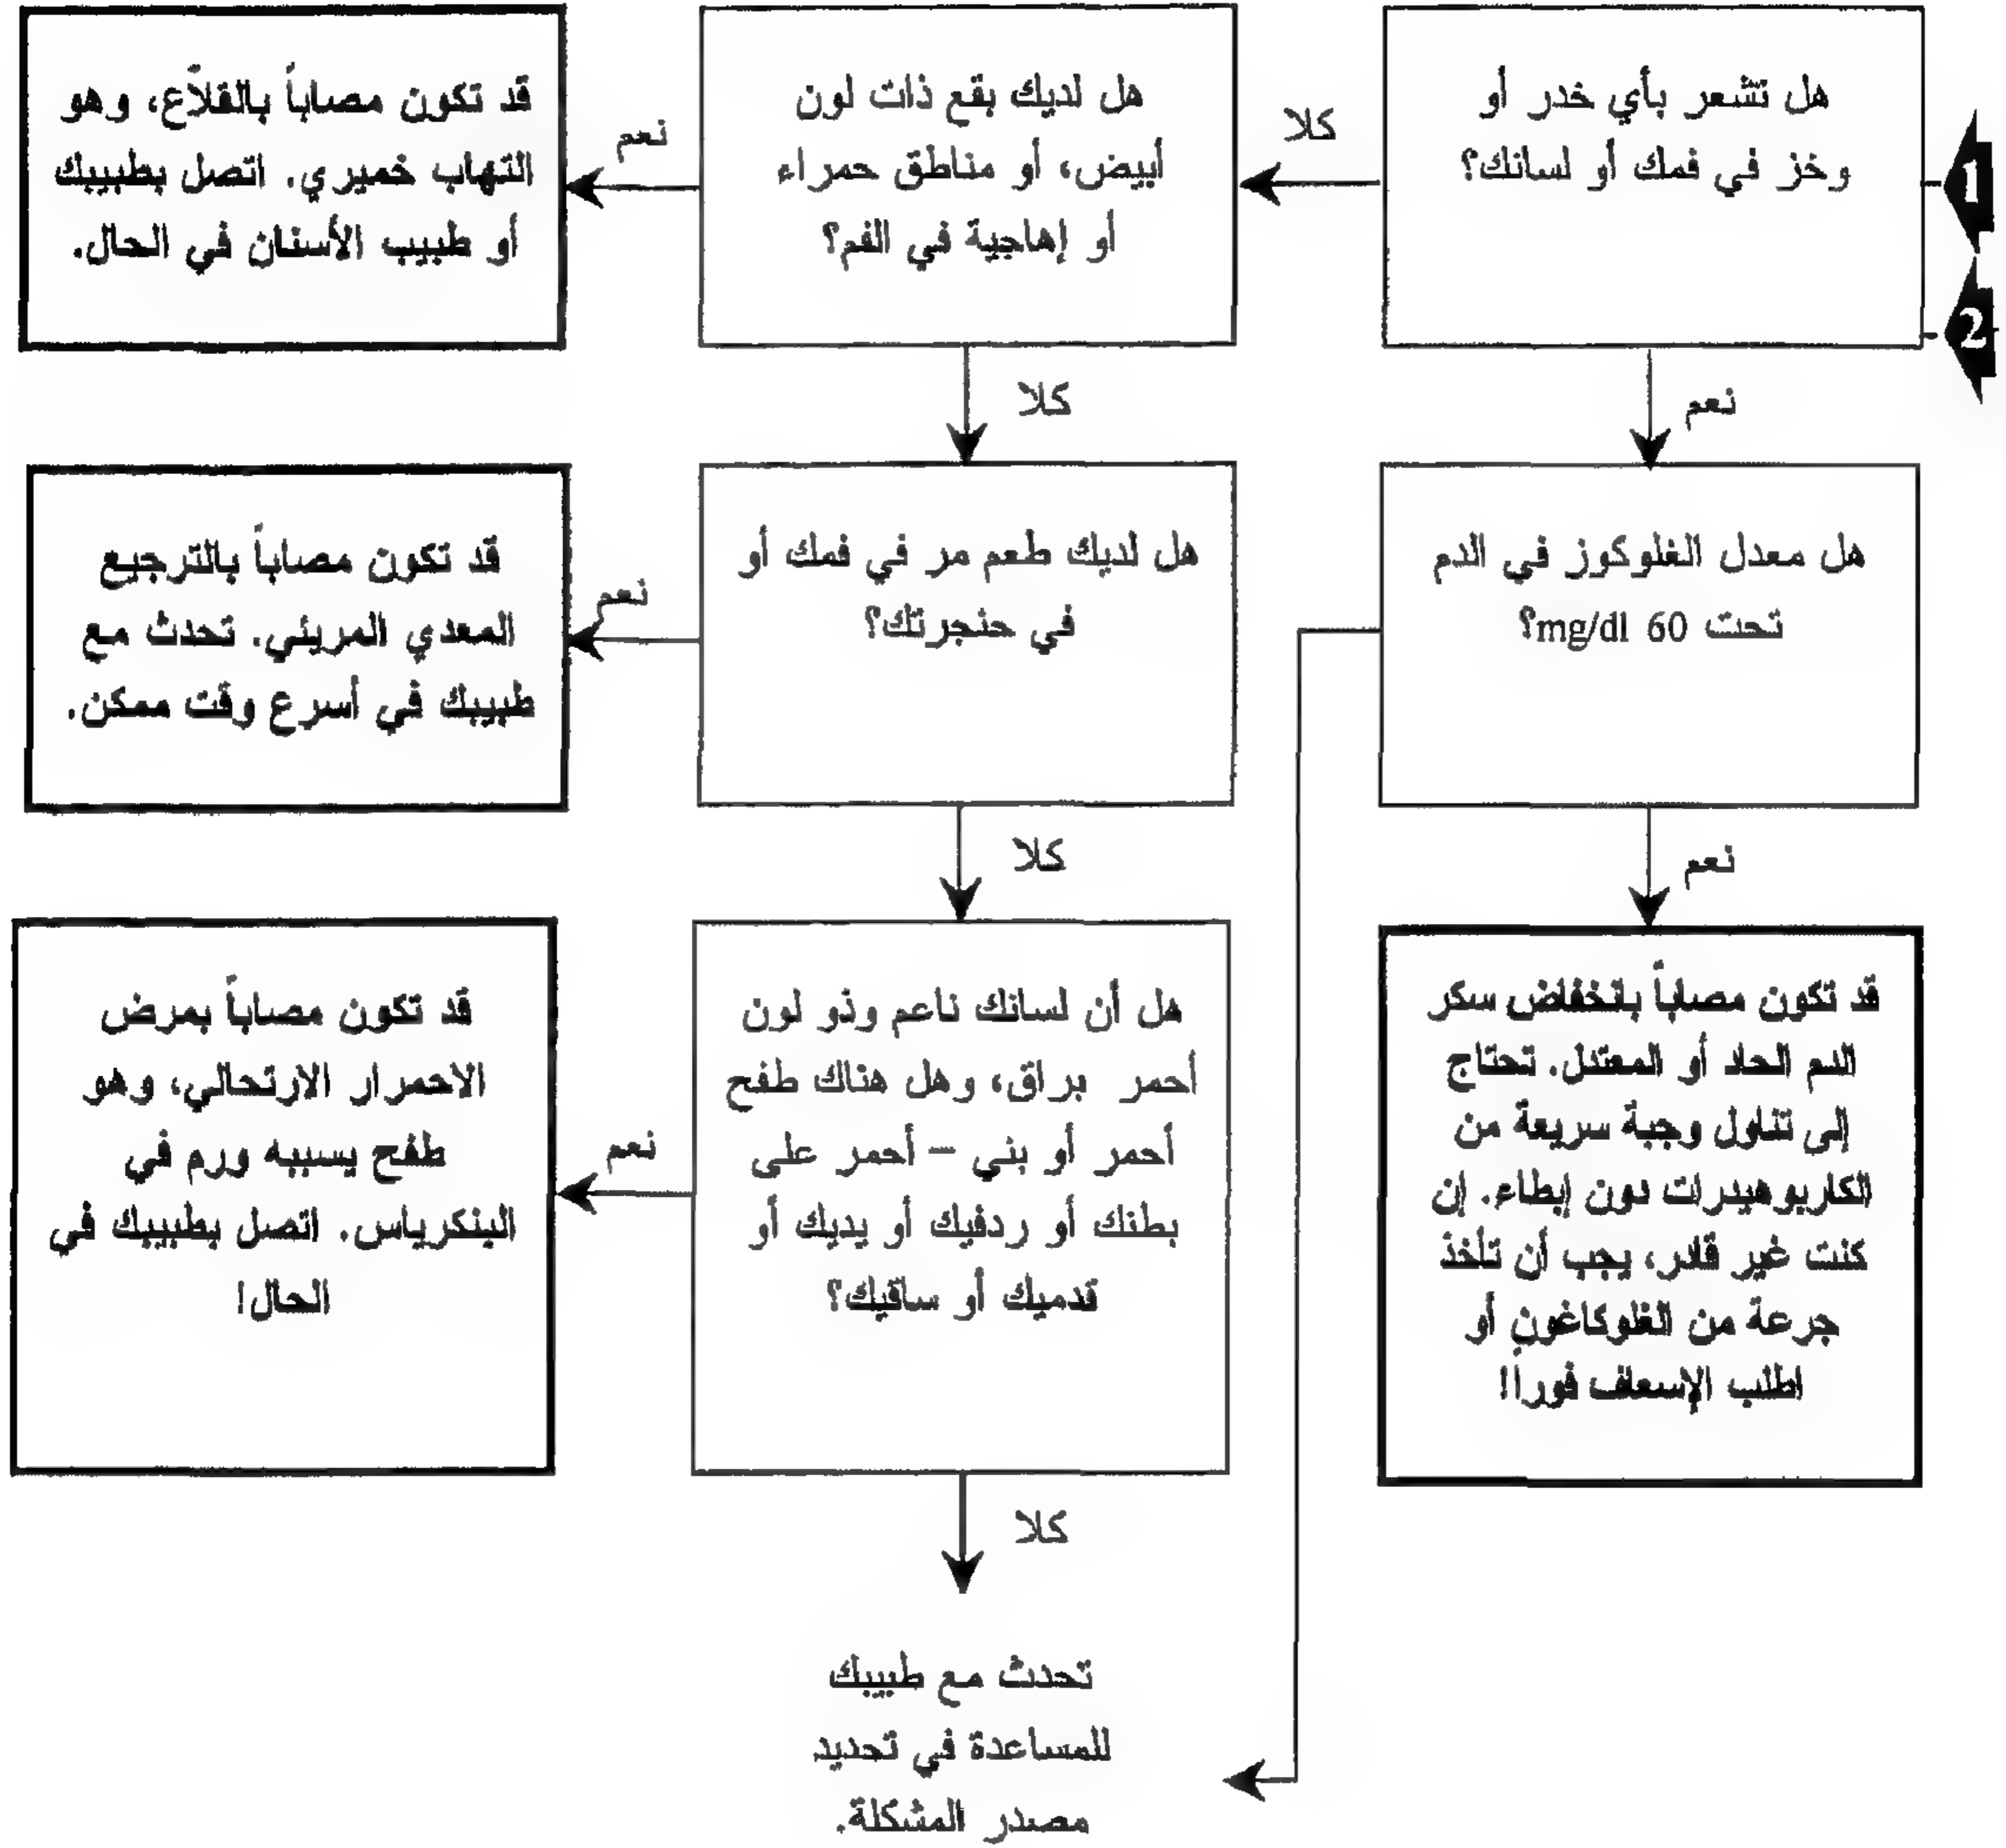 1
2
هل تشعر بأي خدر أو
وخز في فمك أو لسانك؟
كلا
هل لديك بقع ذات لون
أبيض، أو مناطق حمراء
أو إهاجية في الفم؟
نعم
قد تكون مصاباً بالقلاّع، وهو
التهاب خميري. اتصل بطبيبك
أو طبيب الأسنان في الحال.
نعم
كلا
هل معدل الغلوكوز في الدم
تحت 60 mg/dl؟
هل لديك طعم مر في فمك أو
في حنجرتك؟
نعم
قد تكون مصاباً بالترجيع
المعدي المريئي. تحدث مع
طبيبك في أسرع وقت ممكن.
نعم
كلا
قد تكون مصاباً بانخفاض سكر
الدم الحاد أو المعتدل. تحتاج
إلى تناول وجبة سريعة من
الكاربوهيدرات دون إبطاء. إن
كنت غير قادر، يجب أن تأخذ
جرعة من الغلوكاغون أو
اطلب الإسعاف فوراً!
هل أن لسانك ناعم وذو لون
أحمر براق، وهل هناك طفح
أحمر أو بني – أحمر على
بطنك أو ردفيك أو يديك أو
قدميك أو ساقيك؟
نعم
قد تكون مصاباً بمرض
الاحمرار الارتحالي، وهو
طفح يسببه ورم في
البنكرياس. اتصل بطبيبك في
الحال!
كلا
تحدث مع طبيبك
للمساعدة في تحديد
مصدر المشكلة.